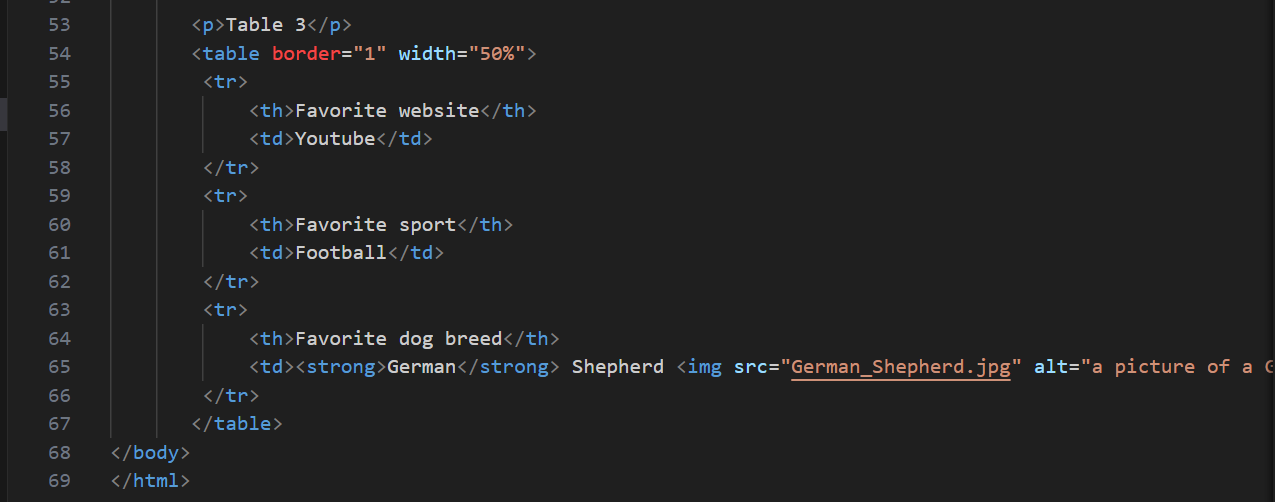 53 <p>Table 3</p>
54 <table border="1" width="50%">
55 <tr>
56 <th>Favorite website</th>
57 <td>Youtube</td>
58 </tr>
59 <tr>
60 <th>Favorite sport</th>
61 <td>Football</td>
62 </tr>
63 <tr>
64 <th>Favorite dog breed</th>
65 <td><strong>German</strong> Shepherd <img src="German_Shepherd.jpg" alt="a picture of a
66 </tr>
67 </table>
68 </body>
69 </html>